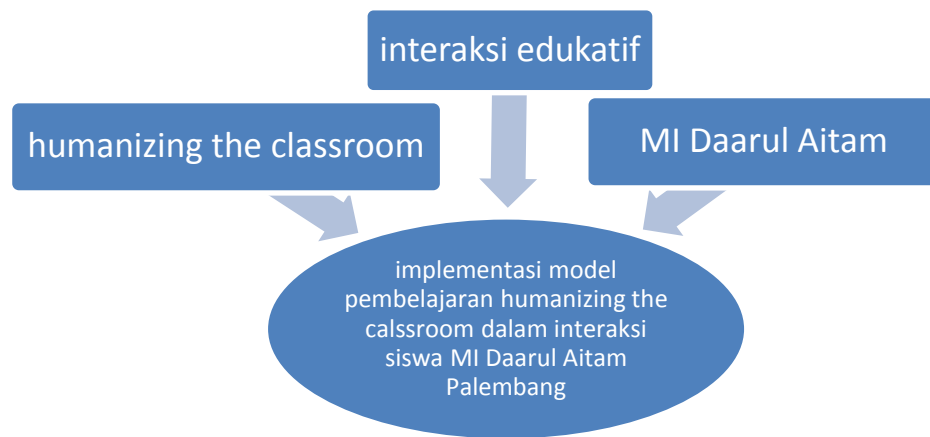 interaksi edukatif
humanizing the classroom
MI Daarul Aitam
implementasi model
pembelajaran humanizing the
calssroom dalam interaksi
siswa MI Daarul Aitam
Palembang